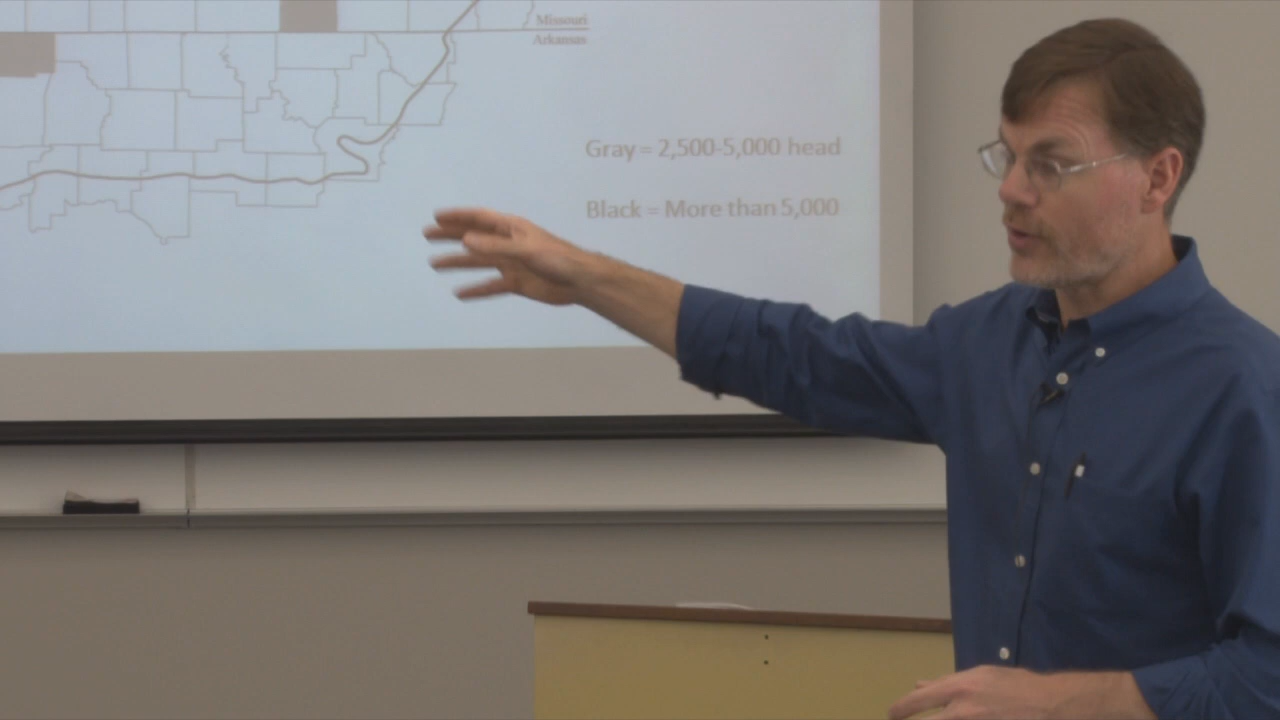 Missouri
Arkansas
Gray = 2,500-5,000 head
Black = More than 5,000